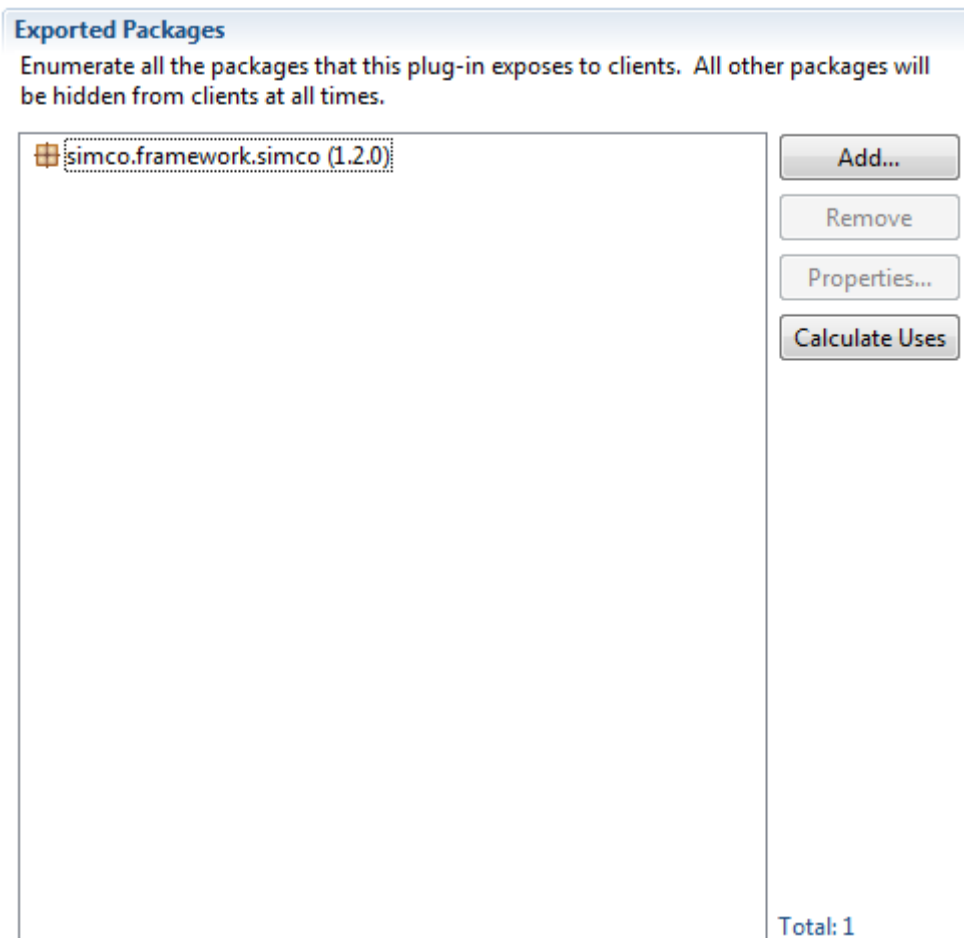 Exported Packages
Enumerate all the packages that this plug-in exposes to clients.  All other packages will
be hidden from clients at all times.
simco.framework.simco (1.2.0)
Add...
Remove
Properties...
Calculate Uses
Total: 1